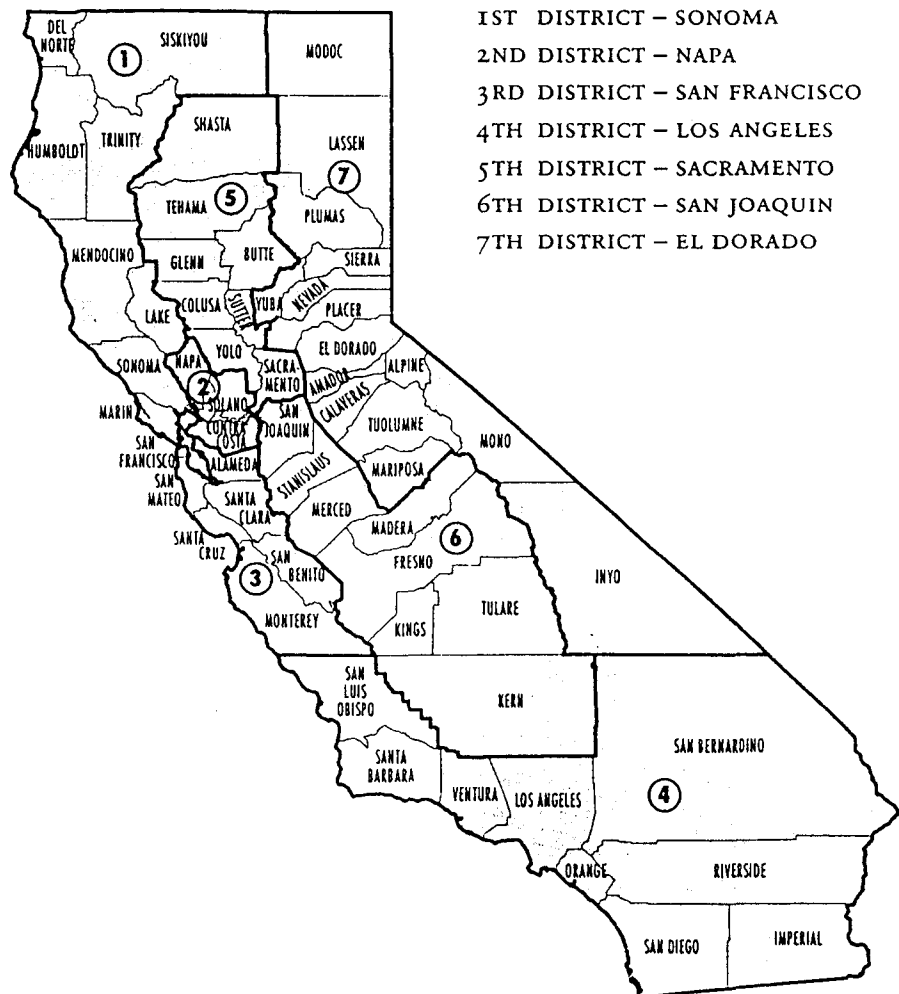 1ST DISTRICT – SONOMA
2ND DISTRICT – NAPA
3RD DISTRICT – SAN FRANCISCO
4TH DISTRICT – LOS ANGELES
5TH DISTRICT – SACRAMENTO
6TH DISTRICT – SAN JOAQUIN
7TH DISTRICT – EL DORADO
DEL
NORTE
SISKIYOU
MODOC
1
HUMBOLDT
TRINITY
SHASTA
LASSEN
7
TEHAMA
5
PLUMAS
MENDOCINO
GLENN
BUTTE
SIERRA
LAKE
COLUSA
SUTTER
YUBA
NEVADA
PLACER
SONOMA
NAPA
YOLO
EL DORADO
SACRA-
MENTO
ALPINE
AMADOR
2
SOLANO
CALAVERAS
MARIN
CONTRA
COSTA
SAN
JOAQUIN
TUOLUMNE
MONO
SAN
FRANCISCO
ALAMEDA
STANISLAUS
MARIPOSA
SAN
MATEO
SANTA
CLARA
MERCED
MADERA
SANTA
CRUZ
SAN
BENITO
FRESNO
6
3
INYO
MONTEREY
KINGS
TULARE
SAN
LUIS
OBISPO
KERN
SANTA
BARBARA
SAN BERNARDINO
VENTURA
LOS ANGELES
4
ORANGE
RIVERSIDE
SAN DIEGO
IMPERIAL